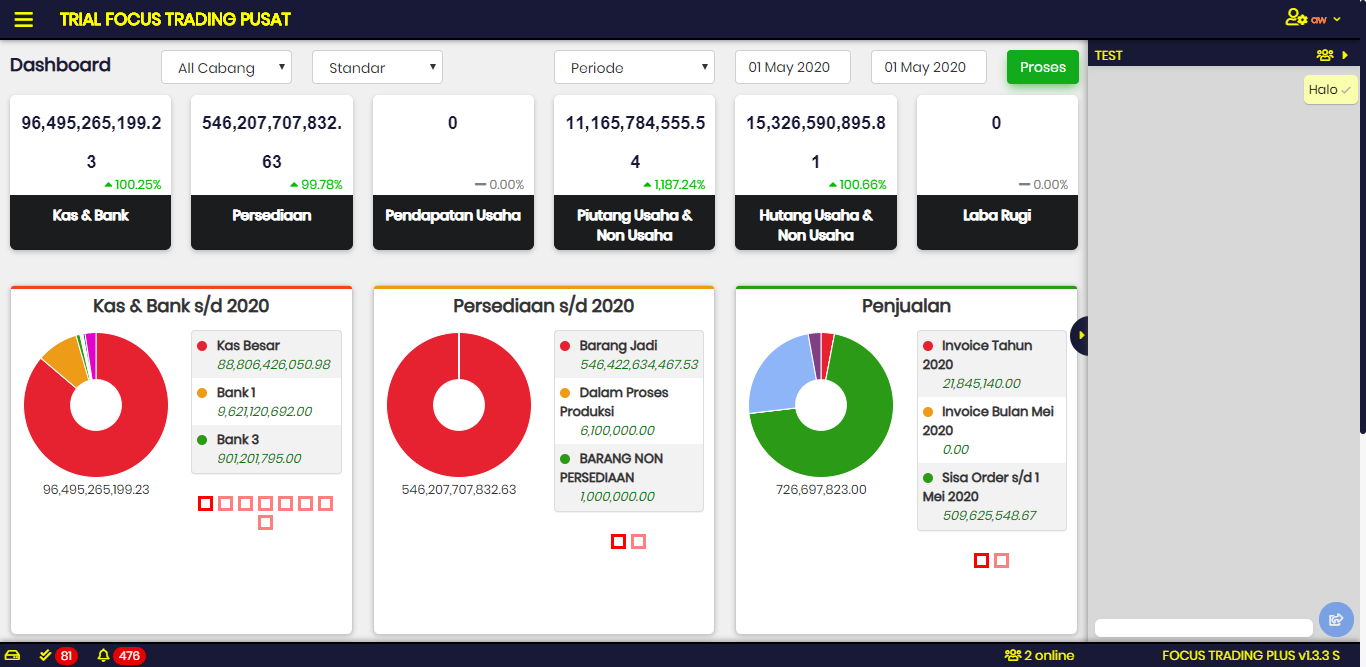 TRIAL FOCUS TRADING PUSAT
aw
Dashboard
All Cabang
Standar
Periode
01 May 2020
01 May 2020
Proses
96,495,265,199.2
3
100.25%
Kas & Bank
546,207,707,832.
63
99.78%
Persediaan
0
0.00%
Pendapatan Usaha
11,165,784,555.5
4
1,187.24%
Piutang Usaha &
Non Usaha
15,326,590,895.8
1
100.66%
Hutang Usaha &
Non Usaha
0
0.00%
Laba Rugi
Kas & Bank s/d 2020
96,495,265,199.23
Kas Besar
88,806,426,050.98
Bank 1
9,621,120,692.00
Bank 3
901,201,795.00
Persediaan s/d 2020
546,207,707,832.63
Barang Jadi
546,422,634,467.53
Dalam Proses
Produksi
6,100,000.00
BARANG NON
PERSEDIAAN
1,000,000.00
Penjualan
726,697,823.00
Invoice Tahun
2020
21,845,140.00
Invoice Bulan Mei
2020
0.00
Sisa Order s/d 1
Mei 2020
509,625,548.67
TEST
Halo
81
476
2 online
FOCUS TRADING PLUS v1.3.3 S